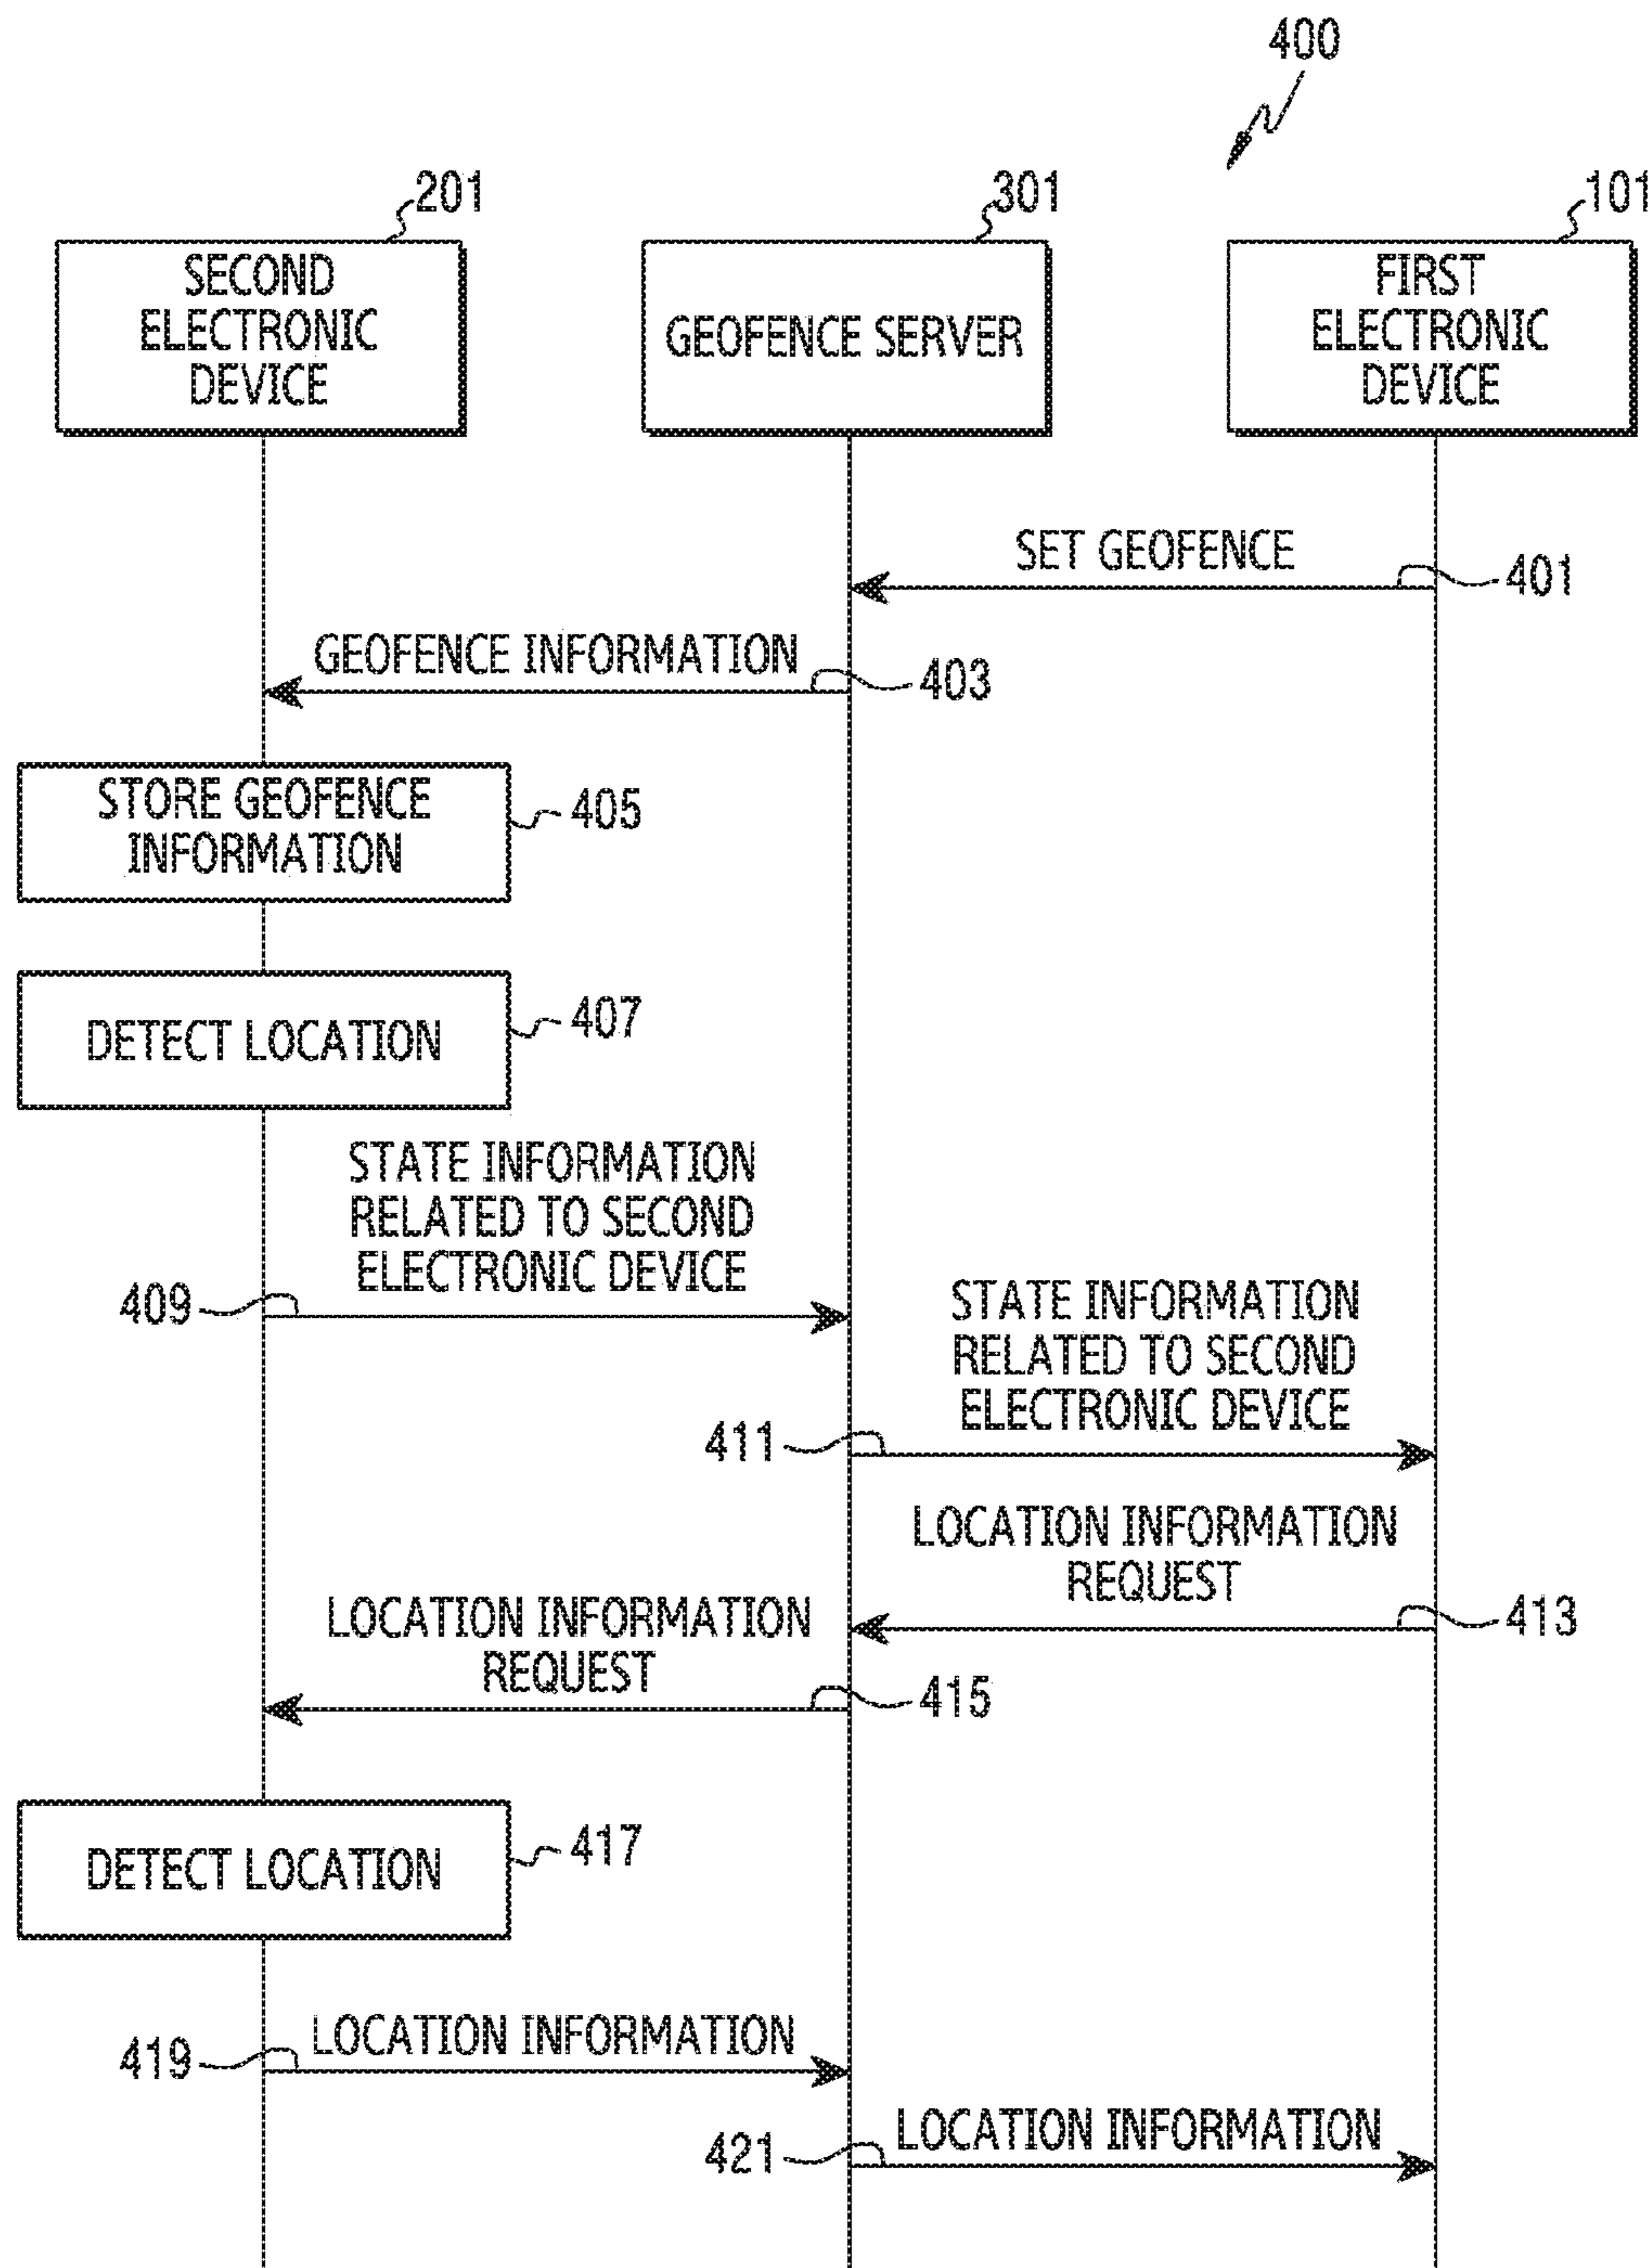 400
201
301
101
SECOND
ELECTRONIC
DEVICE
GEOFENCE SERVER
FIRST
ELECTRONIC
DEVICE
SET GEOFENCE
401
GEOFENCE INFORMATION
403
STORE GEOFENCE
INFORMATION
405
DETECT LOCATION
407
STATE INFORMATION
RELATED TO SECOND
ELECTRONIC DEVICE
409
STATE INFORMATION
RELATED TO SECOND
ELECTRONIC DEVICE
411
LOCATION INFORMATION
REQUEST
413
LOCATION INFORMATION
REQUEST
415
DETECT LOCATION
417
LOCATION INFORMATION
419
LOCATION INFORMATION
421